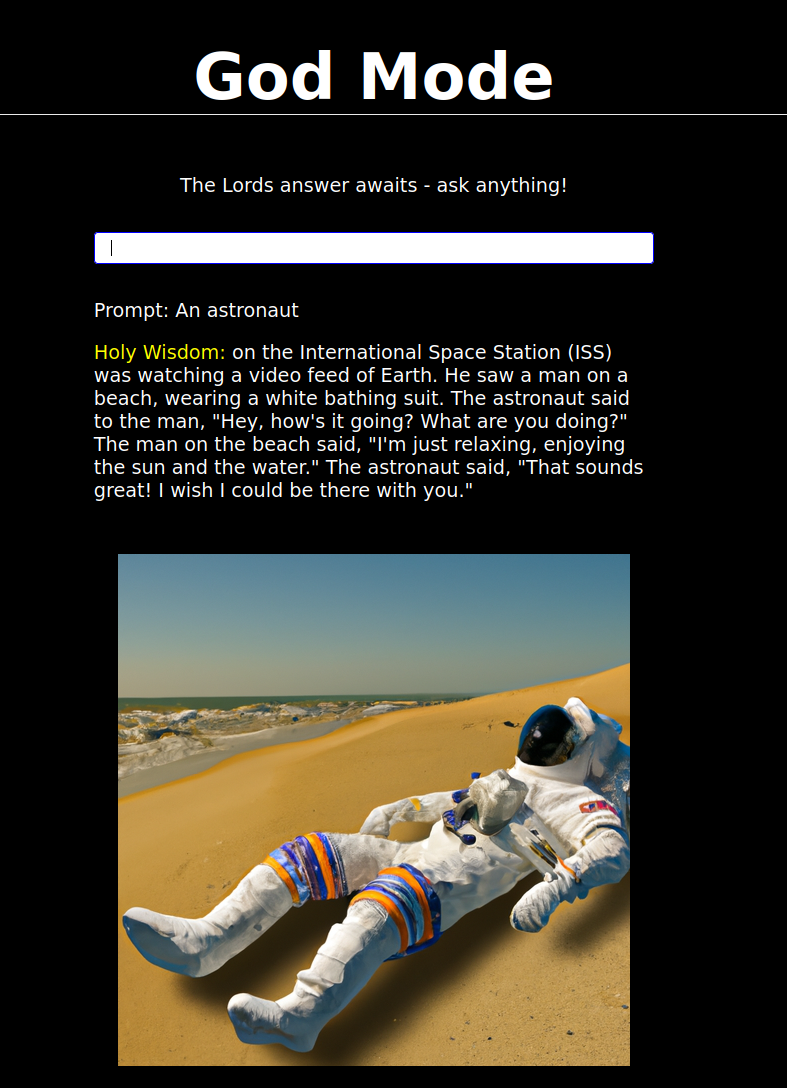 God Mode
The Lords answer awaits - ask anything!
Prompt: An astronaut
Holy Wisdom: on the International Space Station (ISS)
was watching a video feed of Earth. He saw a man on a
beach, wearing a white bathing suit. The astronaut said
to the man, "Hey, how's it going? What are you doing?"
The man on the beach said, "I'm just relaxing, enjoying
the sun and the water." The astronaut said, "That sounds
great! I wish I could be there with you."